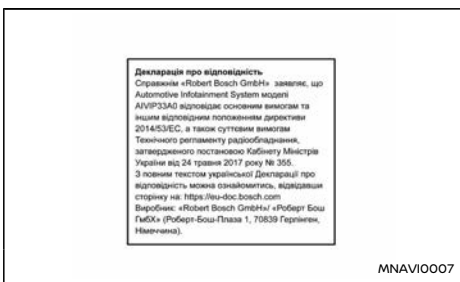 Декларація про відповідність
Справжнім «Robert Bosch GmbH» заявляє, що
Automotive Infotainment System моделі
AIVIP33A0 відповідає основним вимогам та
іншим відповідним положенням директиви
2014/53/EC, а також суттєвим вимогам
Технічного регламенту радіообладнання,
затвердженого постановою Кабінету Міністрів
України від 24 травня 2017 року № 355.
З повним текстом української Декларації про
відповідність можна ознайомитись, відвідавши
сторінку на: https://eu-doc.bosch.com
Виробник: «Robert Bosch GmbH»/ «Роберт Бош
ГмбХ» (Роберт-Бош-Плаза 1, 70839 Герлінген,
Німеччина).
MNAVI0007